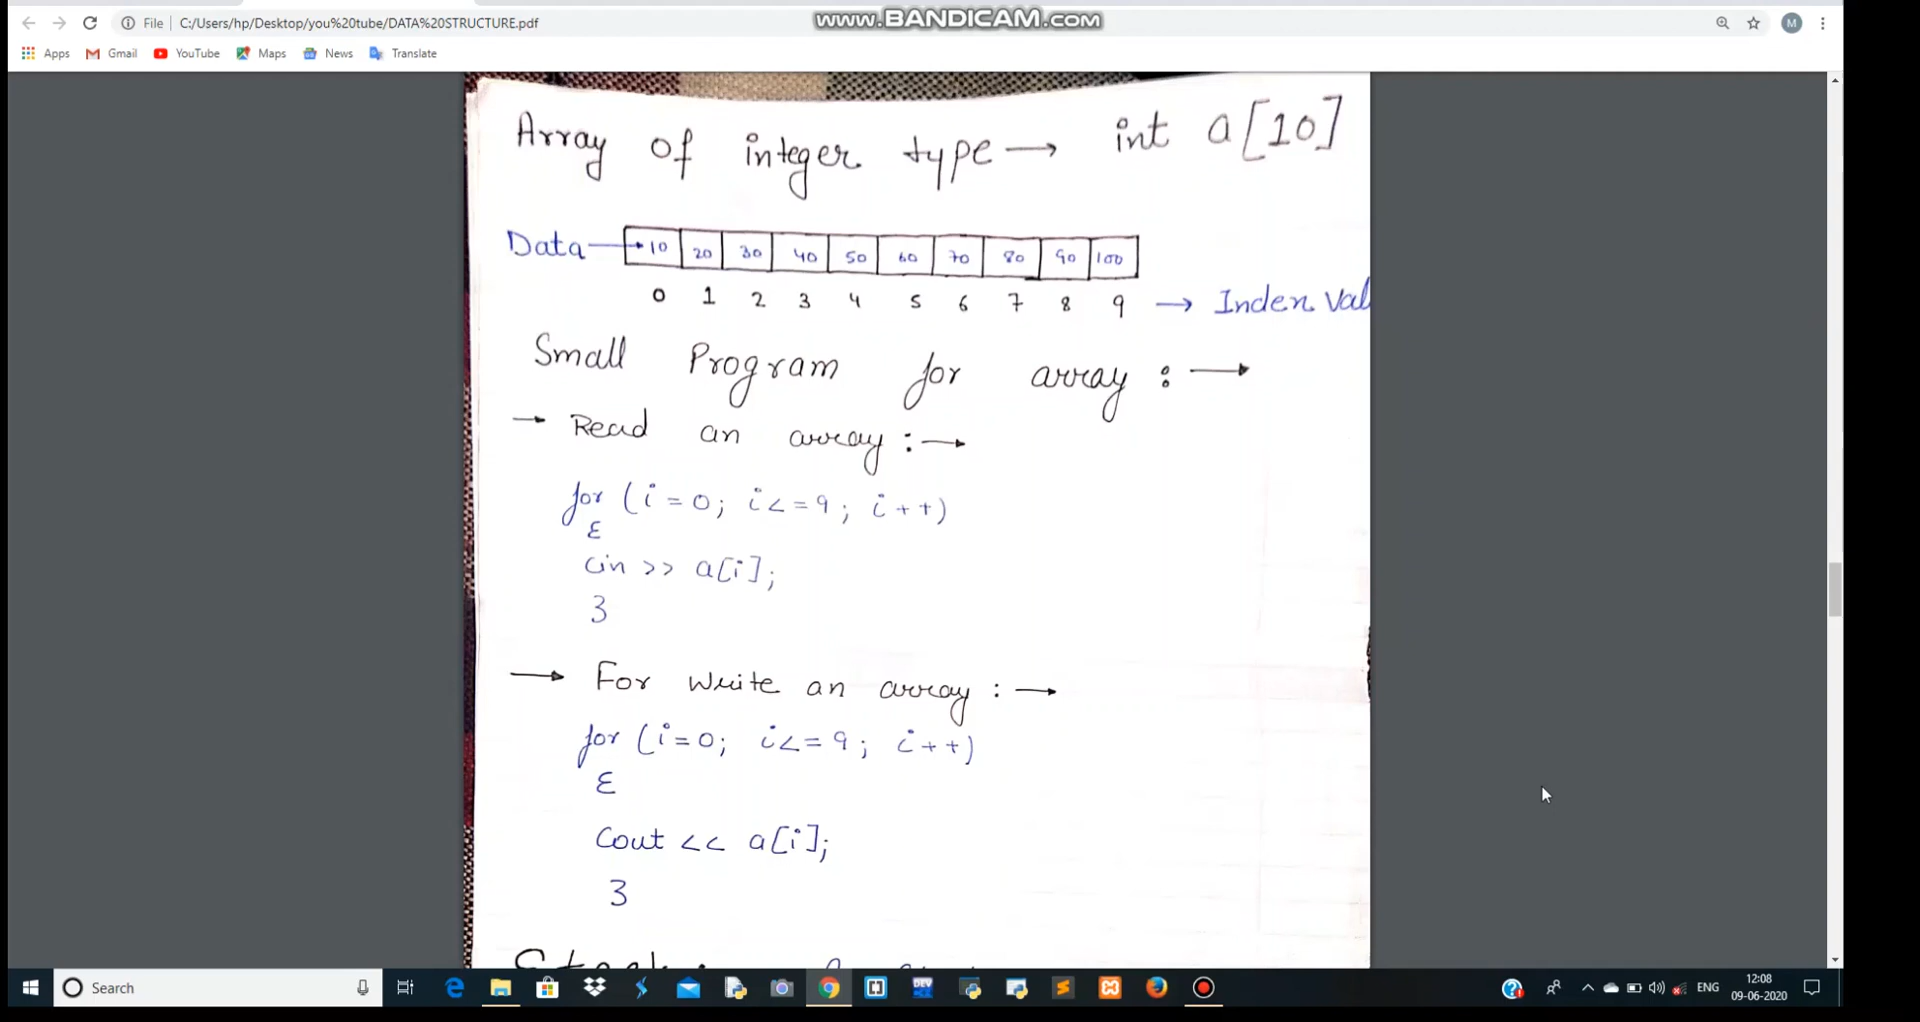 www.BANDICAM.com
File C:/Users/hp/Desktop/you%20tube/DATA%20STRUCTURE.pdf
M
Apps Gmail YouTube Maps News Translate
Array of integer type → int a[10]
Data → 10 20 30 40 50 60 70 80 90 100
0 1 2 3 4 5 6 7 8 9 → Index Val
Small Program for array : →
→ Read an array : →
for (i = 0; i <= 9; i++)
{
cin >> a[i];
}
→ For Write an array : →
for (i=0; i<=9; i++)
{
Cout << a[i];
}
Search
DEV
ENG
12:08
09-06-2020